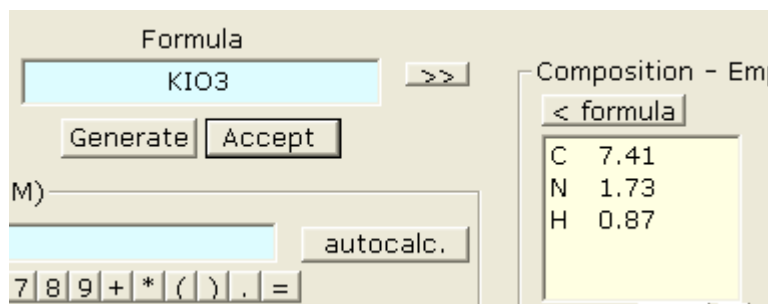 Formula
KIO3
>>
Generate
Accept
Composition - Em
< formula
C 7.41
N 1.73
H 0.87
M)
autocalc.
7 8 9 + * ( ) . =